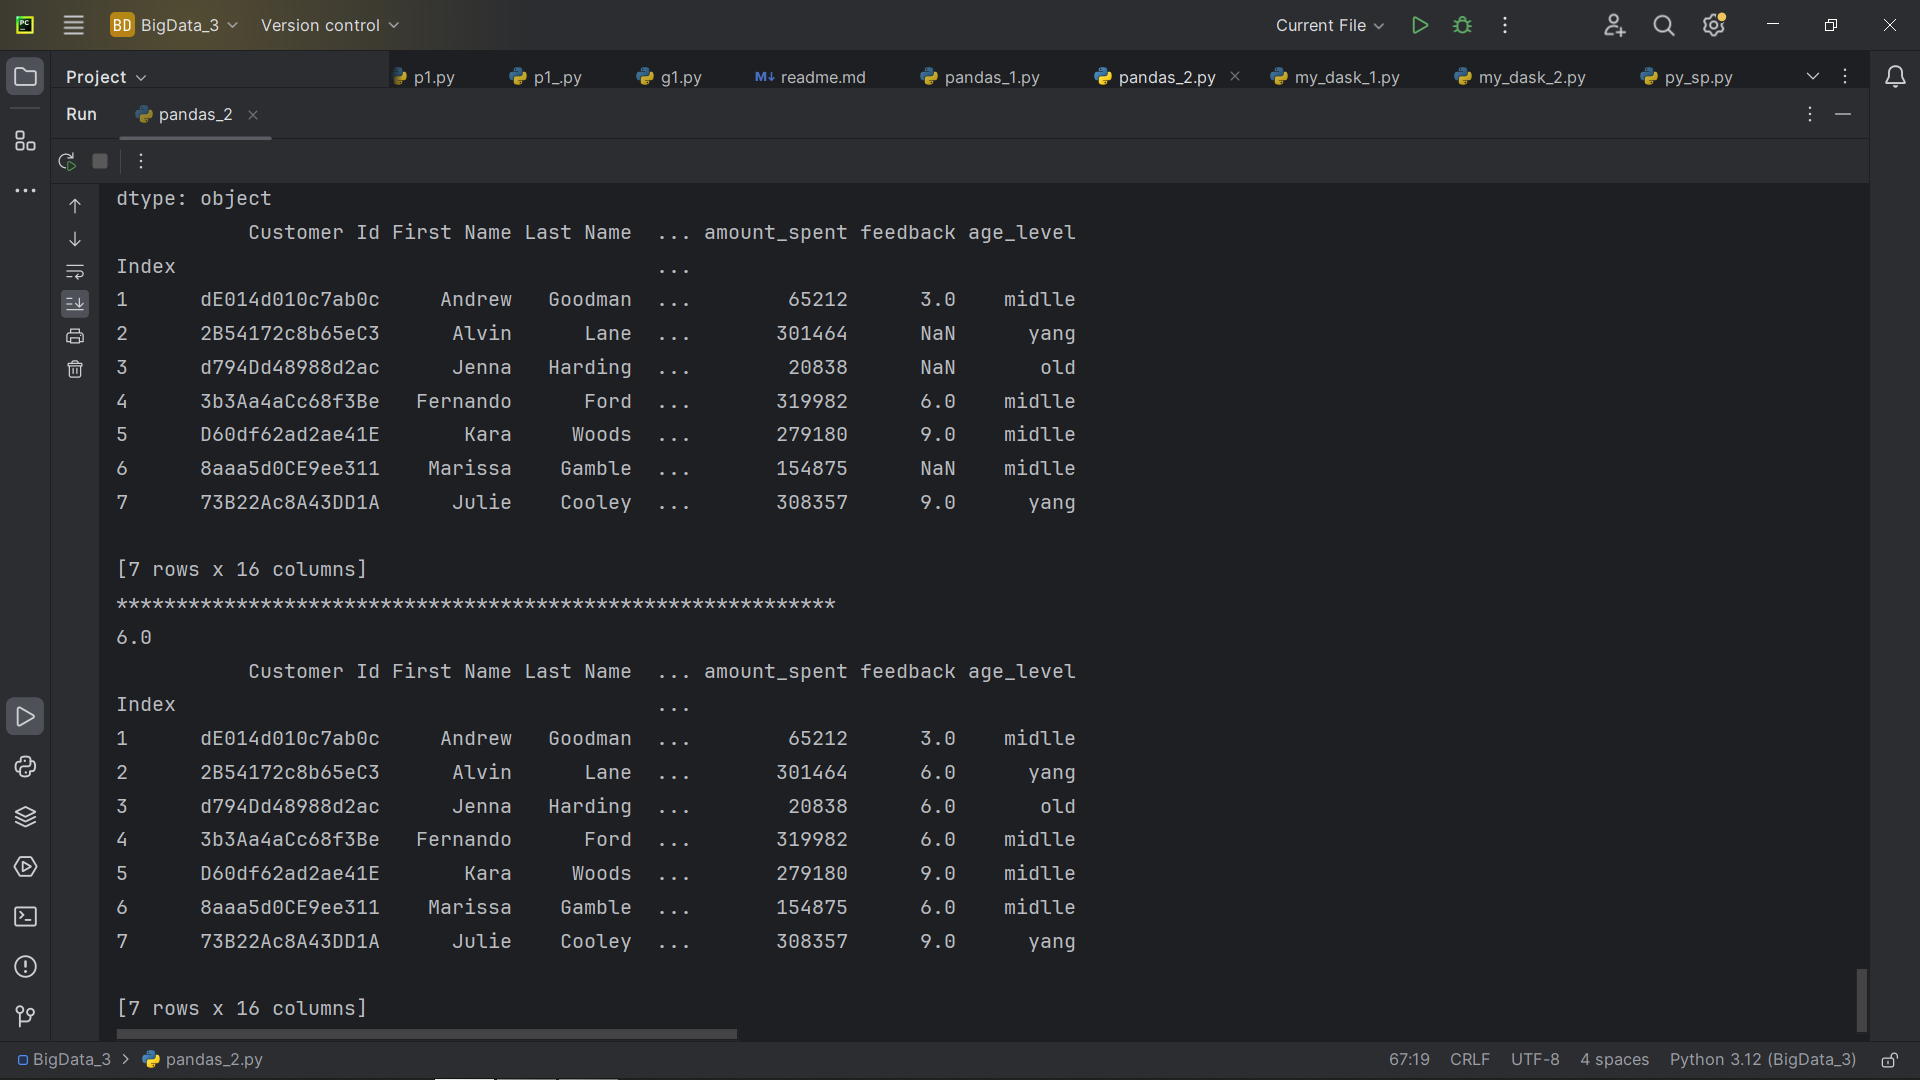 BD BigData_3 Version control Current File
Project p1.py p1_.py g1.py readme.md pandas_1.py pandas_2.py my_dask_1.py my_dask_2.py py_sp.py
Run pandas_2
dtype: object
Customer Id First Name Last Name ... amount_spent feedback age_level
Index ...
1 dE014d010c7ab0c Andrew Goodman ... 65212 3.0 midlle
2 2B54172c8b65eC3 Alvin Lane ... 301464 NaN yang
3 d794Dd48988d2ac Jenna Harding ... 20838 NaN old
4 3b3Aa4aCc68f3Be Fernando Ford ... 319982 6.0 midlle
5 D60df62ad2ae41E Kara Woods ... 279180 9.0 midlle
6 8aaa5d0CE9ee311 Marissa Gamble ... 154875 NaN midlle
7 73B22Ac8A43DD1A Julie Cooley ... 308357 9.0 yang
[7 rows x 16 columns]
************************************************************
6.0
Customer Id First Name Last Name ... amount_spent feedback age_level
Index ...
1 dE014d010c7ab0c Andrew Goodman ... 65212 3.0 midlle
2 2B54172c8b65eC3 Alvin Lane ... 301464 6.0 yang
3 d794Dd48988d2ac Jenna Harding ... 20838 6.0 old
4 3b3Aa4aCc68f3Be Fernando Ford ... 319982 6.0 midlle
5 D60df62ad2ae41E Kara Woods ... 279180 9.0 midlle
6 8aaa5d0CE9ee311 Marissa Gamble ... 154875 6.0 midlle
7 73B22Ac8A43DD1A Julie Cooley ... 308357 9.0 yang
[7 rows x 16 columns]
BigData_3 > pandas_2.py 67:19 CRLF UTF-8 4 spaces Python 3.12 (BigData_3)